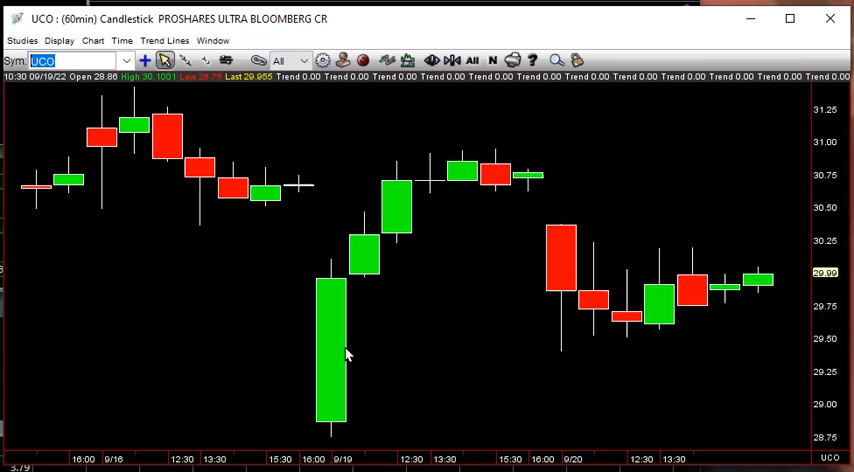 UCO : (60min) Candlestick  PROSHARES ULTRA BLOOMBERG CR
Studies Display Chart Time Trend Lines Window
Sym: UCO All All N ?
10:30 09/19/22 Open 28.86 High 30.1001 Law 28.75 Last 29.955 Trend 0.00 Trend 0.00 Trend 0.00 Trend 0.00 Trend 0.00 Trend 0.00 Trend 0.00 Trend 0.00 Trend 0.00 Trend 0.00 Trend 0.00 Trend 0.00
31.25
31.00
30.75
30.50
30.25
29.99
29.75
29.50
29.25
29.00
28.75
16:00 9/16 12:30 13:30 15:30 16:00 9/19 12:30 13:30 15:30 16:00 9/20 12:30 13:30 UCO
3.79